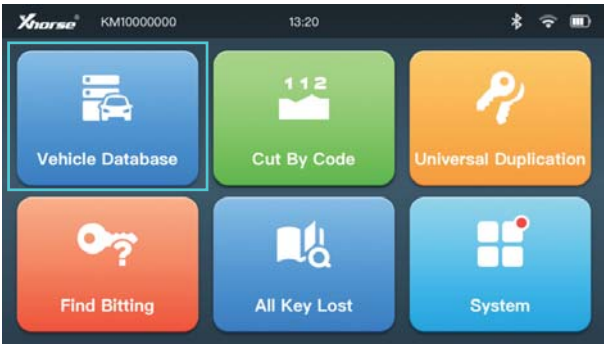 Xhorse® KM10000000 13:20
Vehicle Database
112
Cut By Code
Universal Duplication
Find Bitting
All Key Lost
System